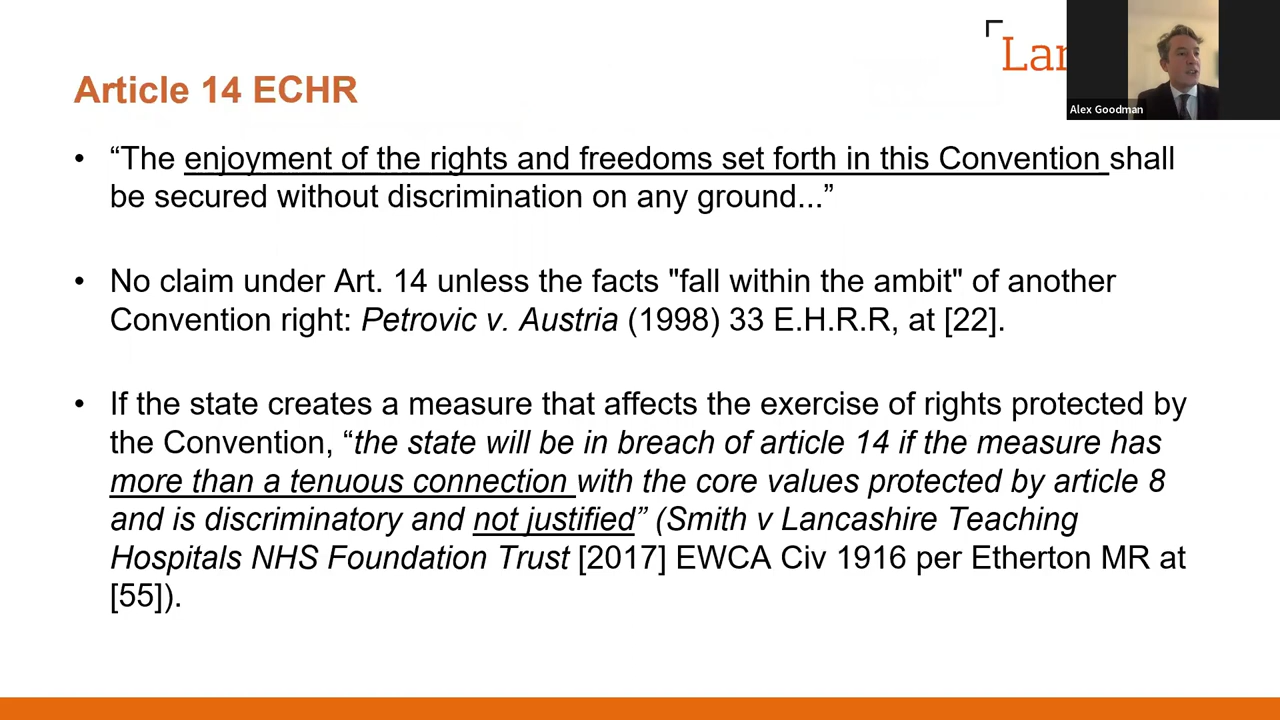 Lan
Alex Goodman
Article 14 ECHR
• “The enjoyment of the rights and freedoms set forth in this Convention shall
be secured without discrimination on any ground...”
• No claim under Art. 14 unless the facts "fall within the ambit" of another
Convention right: Petrovic v. Austria (1998) 33 E.H.R.R, at [22].
• If the state creates a measure that affects the exercise of rights protected by
the Convention, “the state will be in breach of article 14 if the measure has
more than a tenuous connection with the core values protected by article 8
and is discriminatory and not justified” (Smith v Lancashire Teaching
Hospitals NHS Foundation Trust [2017] EWCA Civ 1916 per Etherton MR at
[55]).